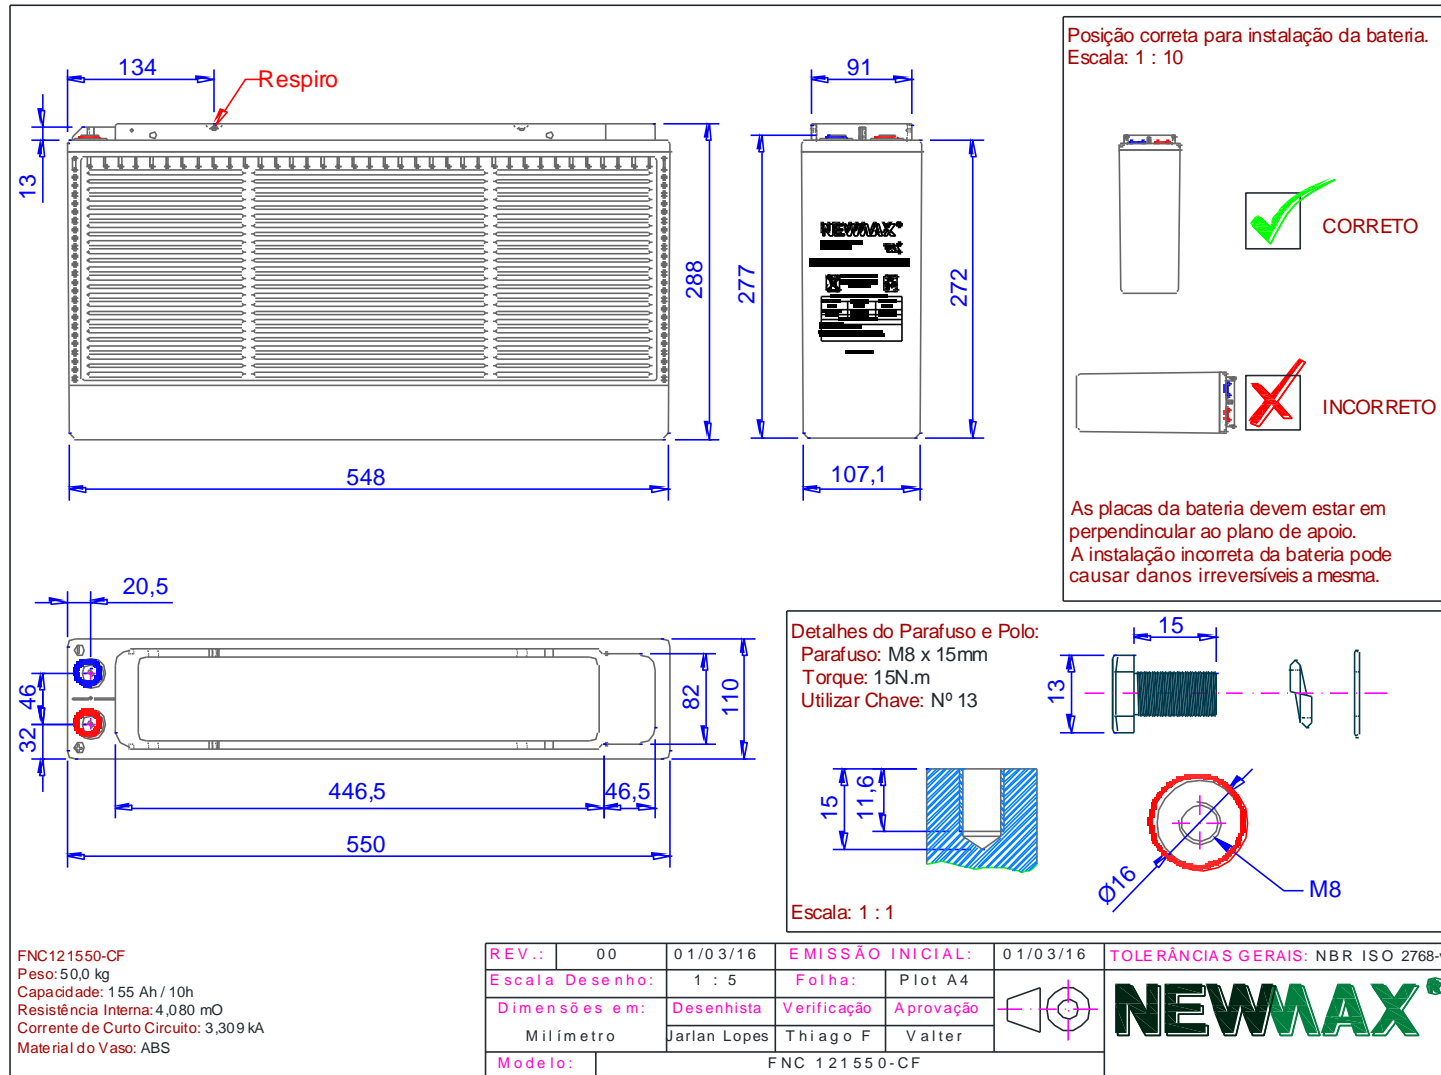 134
Respiro
13
288
548
91
277
272
107,1
NEWMAX®
Posição correta para instalação da bateria.
Escala: 1 : 10
CORRETO
INCORRETO
As placas da bateria devem estar em
perpendincular ao plano de apoio.
A instalação incorreta da bateria pode
causar danos irreversíveis a mesma.
20,5
46
32
82
110
446,5
46,5
550
Detalhes do Parafuso e Polo:
Parafuso: M8 x 15mm
Torque: 15N.m
Utilizar Chave: Nº 13
15
13
15
11,6
Ø16
M8
Escala: 1 : 1
FNC121550-CF
Peso: 50,0 kg
Capacidade: 155 Ah / 10h
Resistência Interna: 4,080 mO
Corrente de Curto Circuito: 3,309 kA
Material do Vaso: ABS
REV.: 00 01/03/16 EMISSÃO INICIAL: 01/03/16 TOLERÂNCIAS GERAIS: NBR ISO 2768-
Escala Desenho: 1 : 5 Folha: Plot A4
Dimensões em: Desenhista Verificação Aprovação
Milímetro Jarlan Lopes Thiago F Valter
Modelo: FNC 121550-CF
NEWMAX®